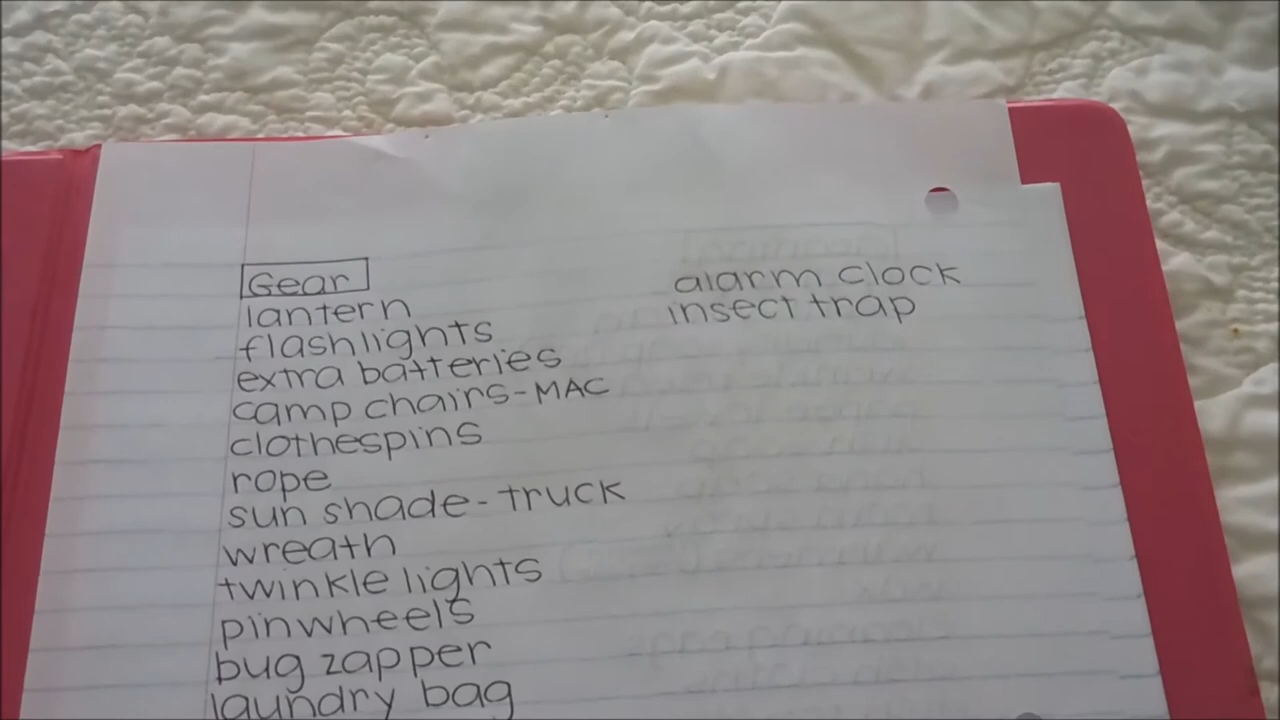 Gear
lantern
flashlights
extra batteries
camp chairs-MAC
clothespins
rope
sun shade-truck
wreath
twinkle lights
pinwheels
bug zapper
laundry bag
alarm clock
insect trap